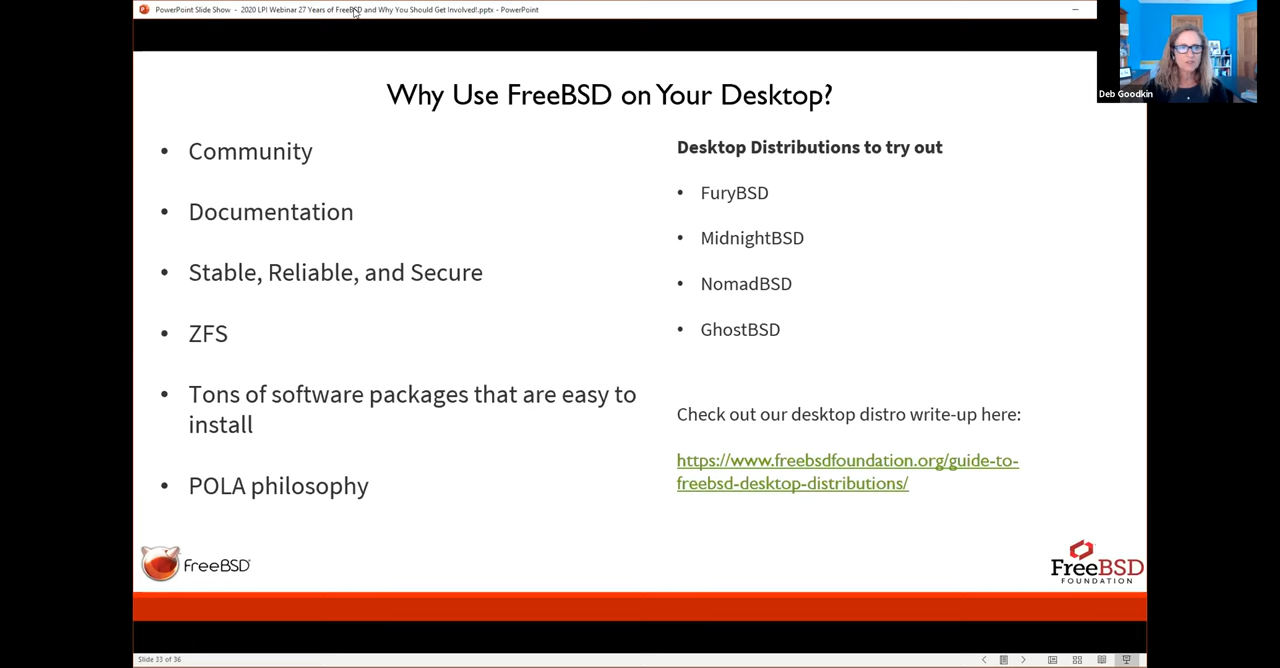 PowerPoint Slide Show - 2020 LPI Webinar 27 Years of FreeBSD and Why You Should Get Involved!.pptx - PowerPoint
Deb Goodkin
Why Use FreeBSD on Your Desktop?
• Community
• Documentation
• Stable, Reliable, and Secure
• ZFS
• Tons of software packages that are easy to
install
• POLA philosophy
Desktop Distributions to try out
• FuryBSD
• MidnightBSD
• NomadBSD
• GhostBSD
Check out our desktop distro write-up here:
https://www.freebsdfoundation.org/guide-to-
freebsd-desktop-distributions/
FreeBSD
FreeBSD
FOUNDATION
Slide 33 of 36